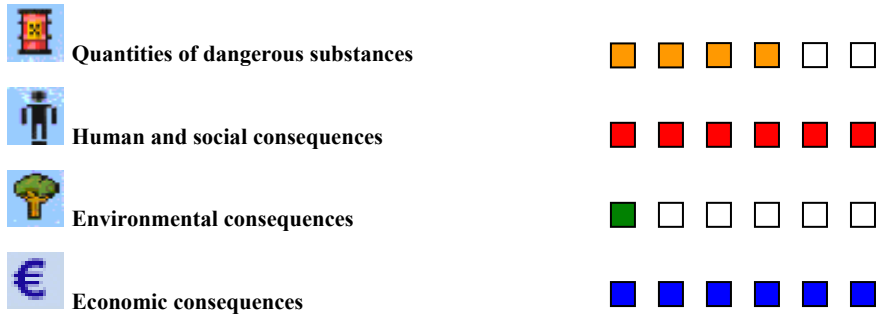 Quantities of dangerous substances
Human and social consequences
Environmental consequences
€
Economic consequences